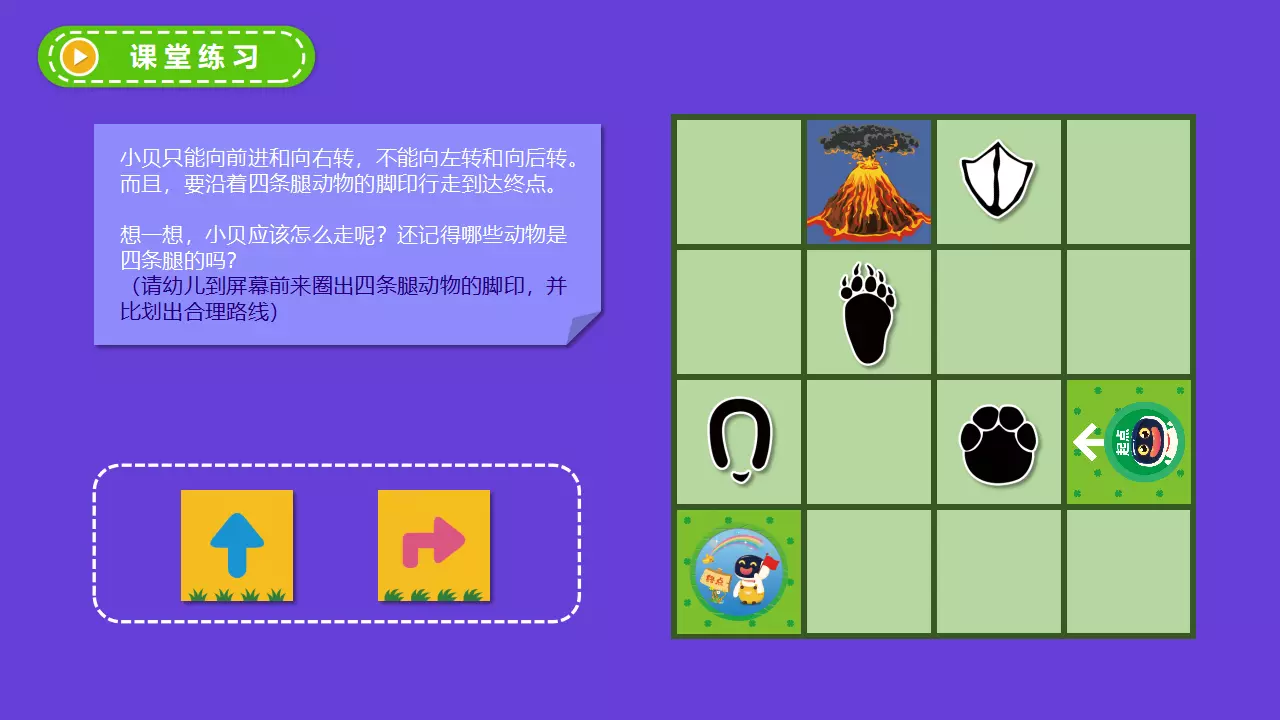 课堂练习
小贝只能向前进和向右转，不能向左转和向后转。
而且，要沿着四条腿动物的脚印行走到达终点。
想一想，小贝应该怎么走呢？还记得哪些动物是
四条腿的吗？
（请幼儿到屏幕前来圈出四条腿动物的脚印，并
比划出合理路线）
起点
终点